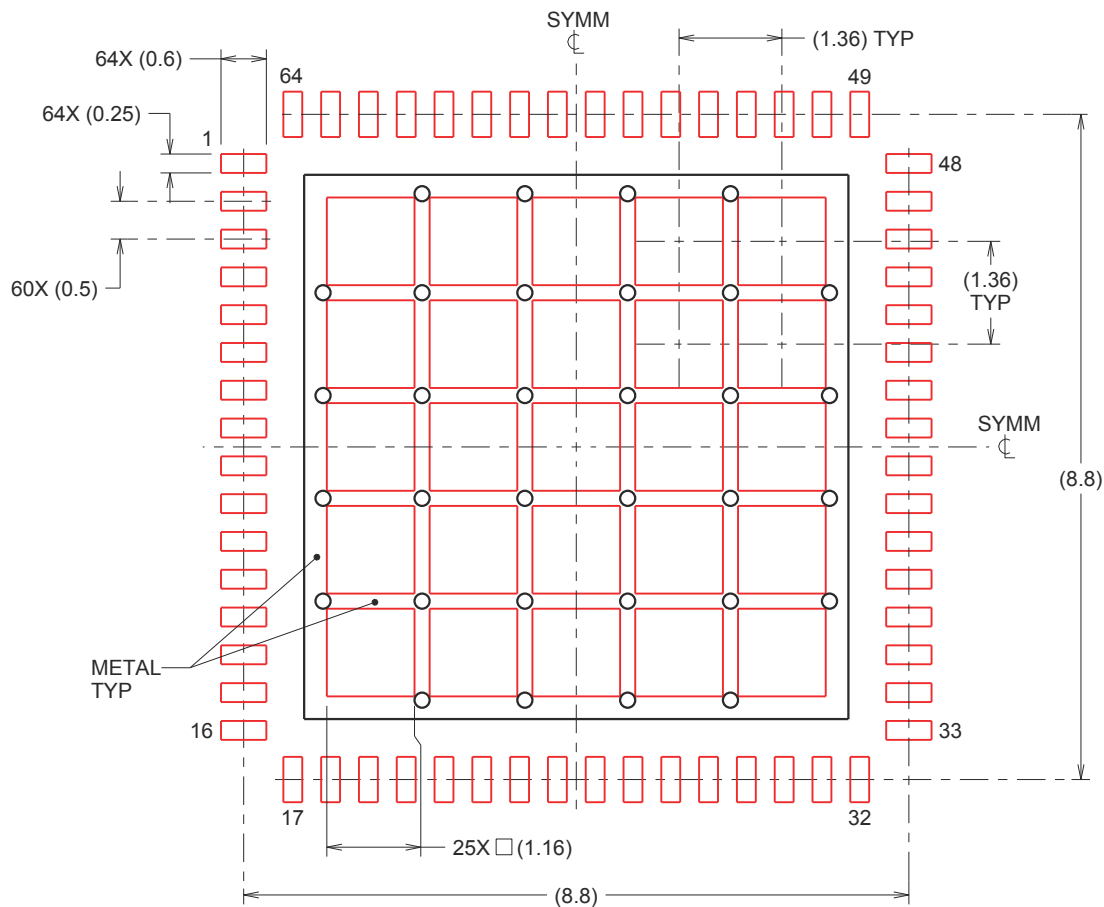 SYMM
℄
(1.36) TYP
64X (0.6)
64
49
64X (0.25)
1
48
60X (0.5)
(1.36)
TYP
SYMM
℄
(8.8)
METAL
TYP
16
33
17
32
25X □ (1.16)
(8.8)